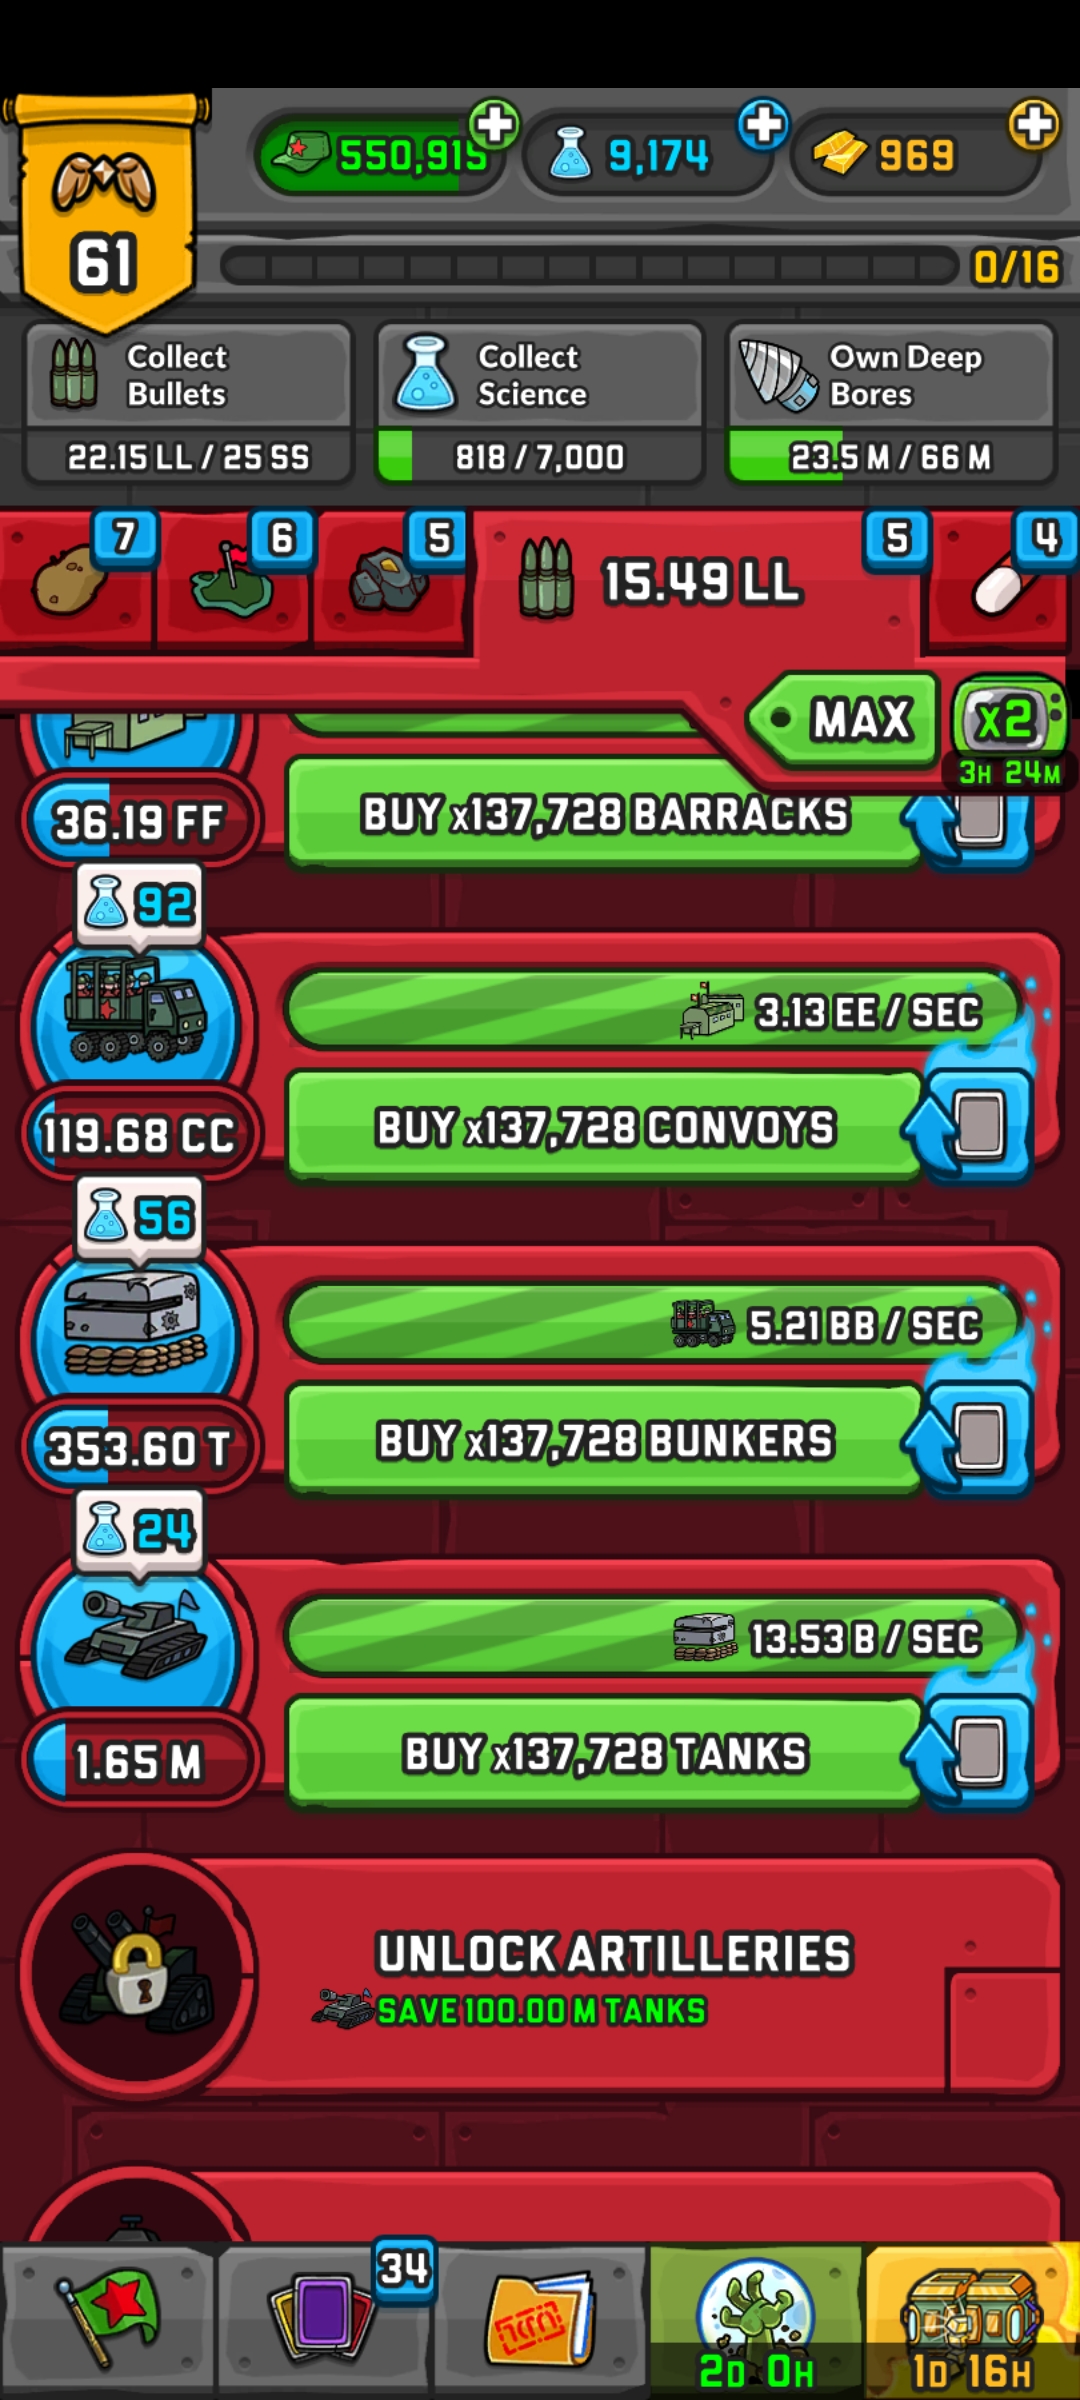 550,915
9,174
969
61
0/16
Collect
Bullets
22.15 LL / 25 SS
Collect
Science
818 / 7,000
Own Deep
Bores
23.5 M / 66 M
7
6
5
15.49 LL
5
4
MAX
x2
3H 24M
36.19 FF
BUY x137,728 BARRACKS
92
3.13 EE / SEC
119.68 CC
BUY x137,728 CONVOYS
56
5.21 BB / SEC
353.60 T
BUY x137,728 BUNKERS
24
13.53 B / SEC
1.65 M
BUY x137,728 TANKS
UNLOCK ARTILLERIES
SAVE 100.00 M TANKS
34
2D 0H
1D 16H